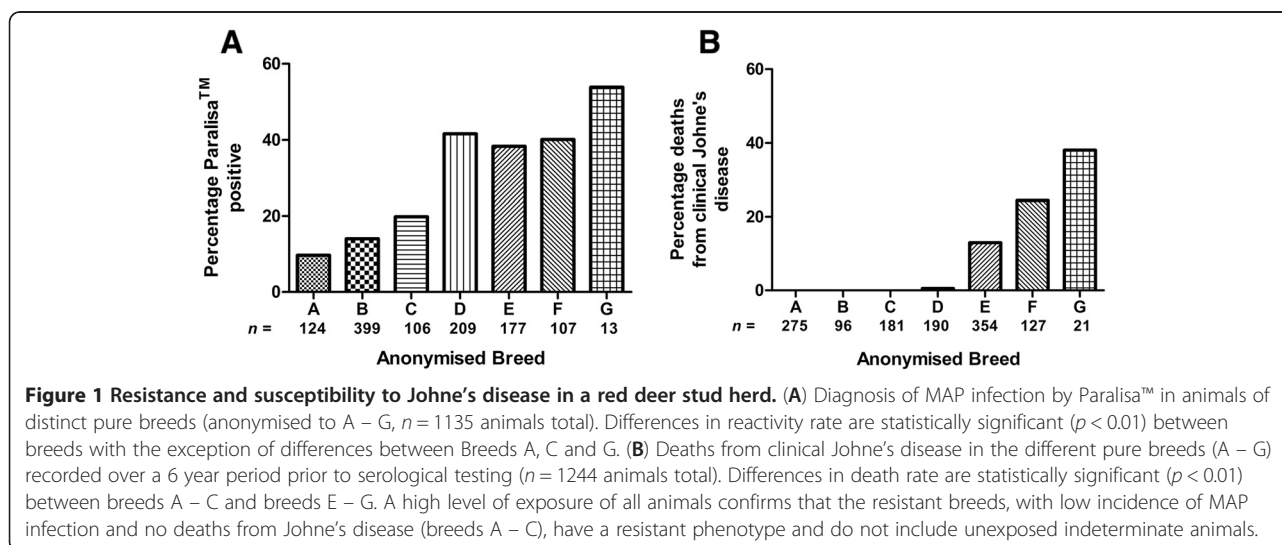 A
B
Percentage Paralisa™ positive
60
40
20
0
A B C D E F G
n = 124 399 106 209 177 107 13
Anonymised Breed
Percentage deaths from clinical Johne's disease
60
40
20
0
A B C D E F G
n = 275 96 181 190 354 127 21
Anonymised Breed
Figure 1 Resistance and susceptibility to Johne's disease in a red deer stud herd. (A) Diagnosis of MAP infection by Paralisa™ in animals of
distinct pure breeds (anonymised to A – G, n = 1135 animals total). Differences in reactivity rate are statistically significant (p < 0.01) between
breeds with the exception of differences between Breeds A, C and G. (B) Deaths from clinical Johne's disease in the different pure breeds (A – G)
recorded over a 6 year period prior to serological testing (n = 1244 animals total). Differences in death rate are statistically significant (p < 0.01)
between breeds A – C and breeds E – G. A high level of exposure of all animals confirms that the resistant breeds, with low incidence of MAP
infection and no deaths from Johne's disease (breeds A – C), have a resistant phenotype and do not include unexposed indeterminate animals.